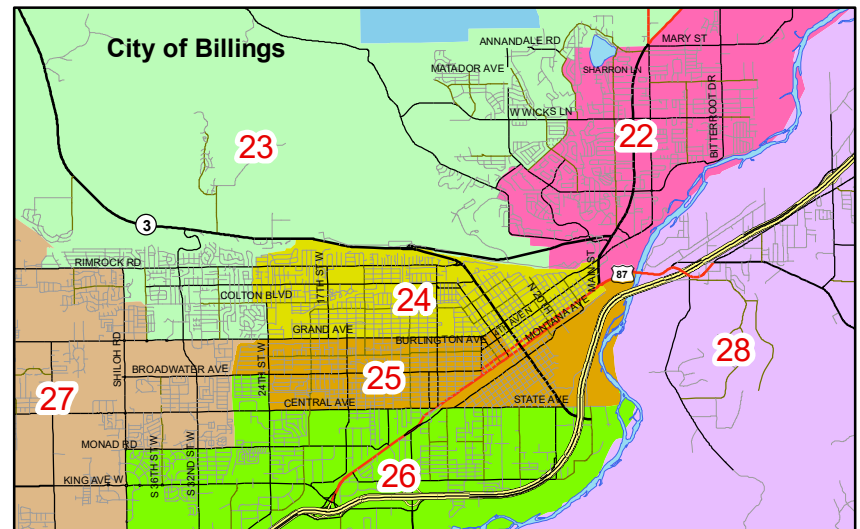 City of Billings
ANNANDALE RD
MARY ST
MATADOR AVE
SHARRON LN
W WICKS LN
22
BITTERROOT DR
23
3
RIMROCK RD
17TH ST W
MAIN ST
87
COLTON BLVD
24
N 27TH
4TH AVE N
MONTANA AVE
GRAND AVE
BURLINGTON AVE
SHILOH RD
28
BROADWATER AVE
24TH ST W
25
27
CENTRAL AVE
STATE AVE
MONAD RD
S 36TH ST W
S 32ND ST W
26
KING AVE W